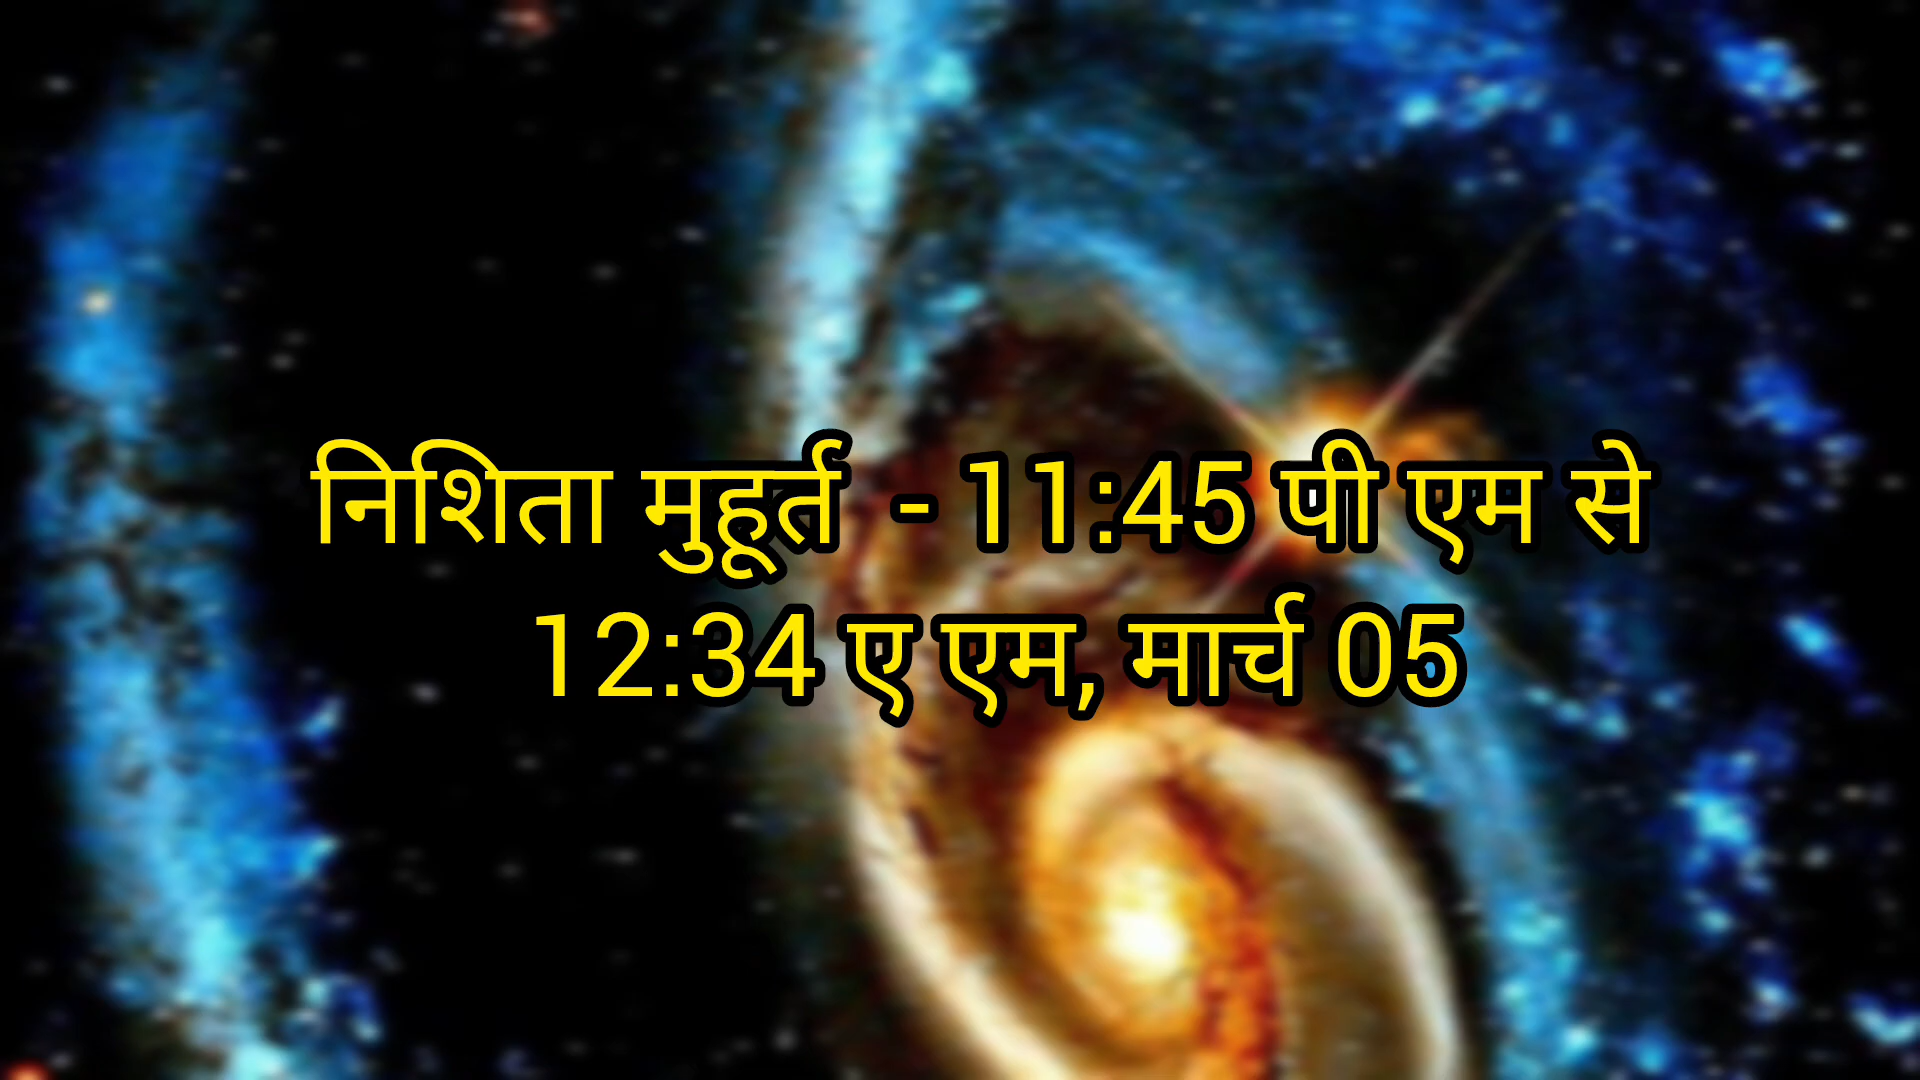 निशिता मुहूर्त - 11:45 पी एम से
12:34 ए एम, मार्च 05